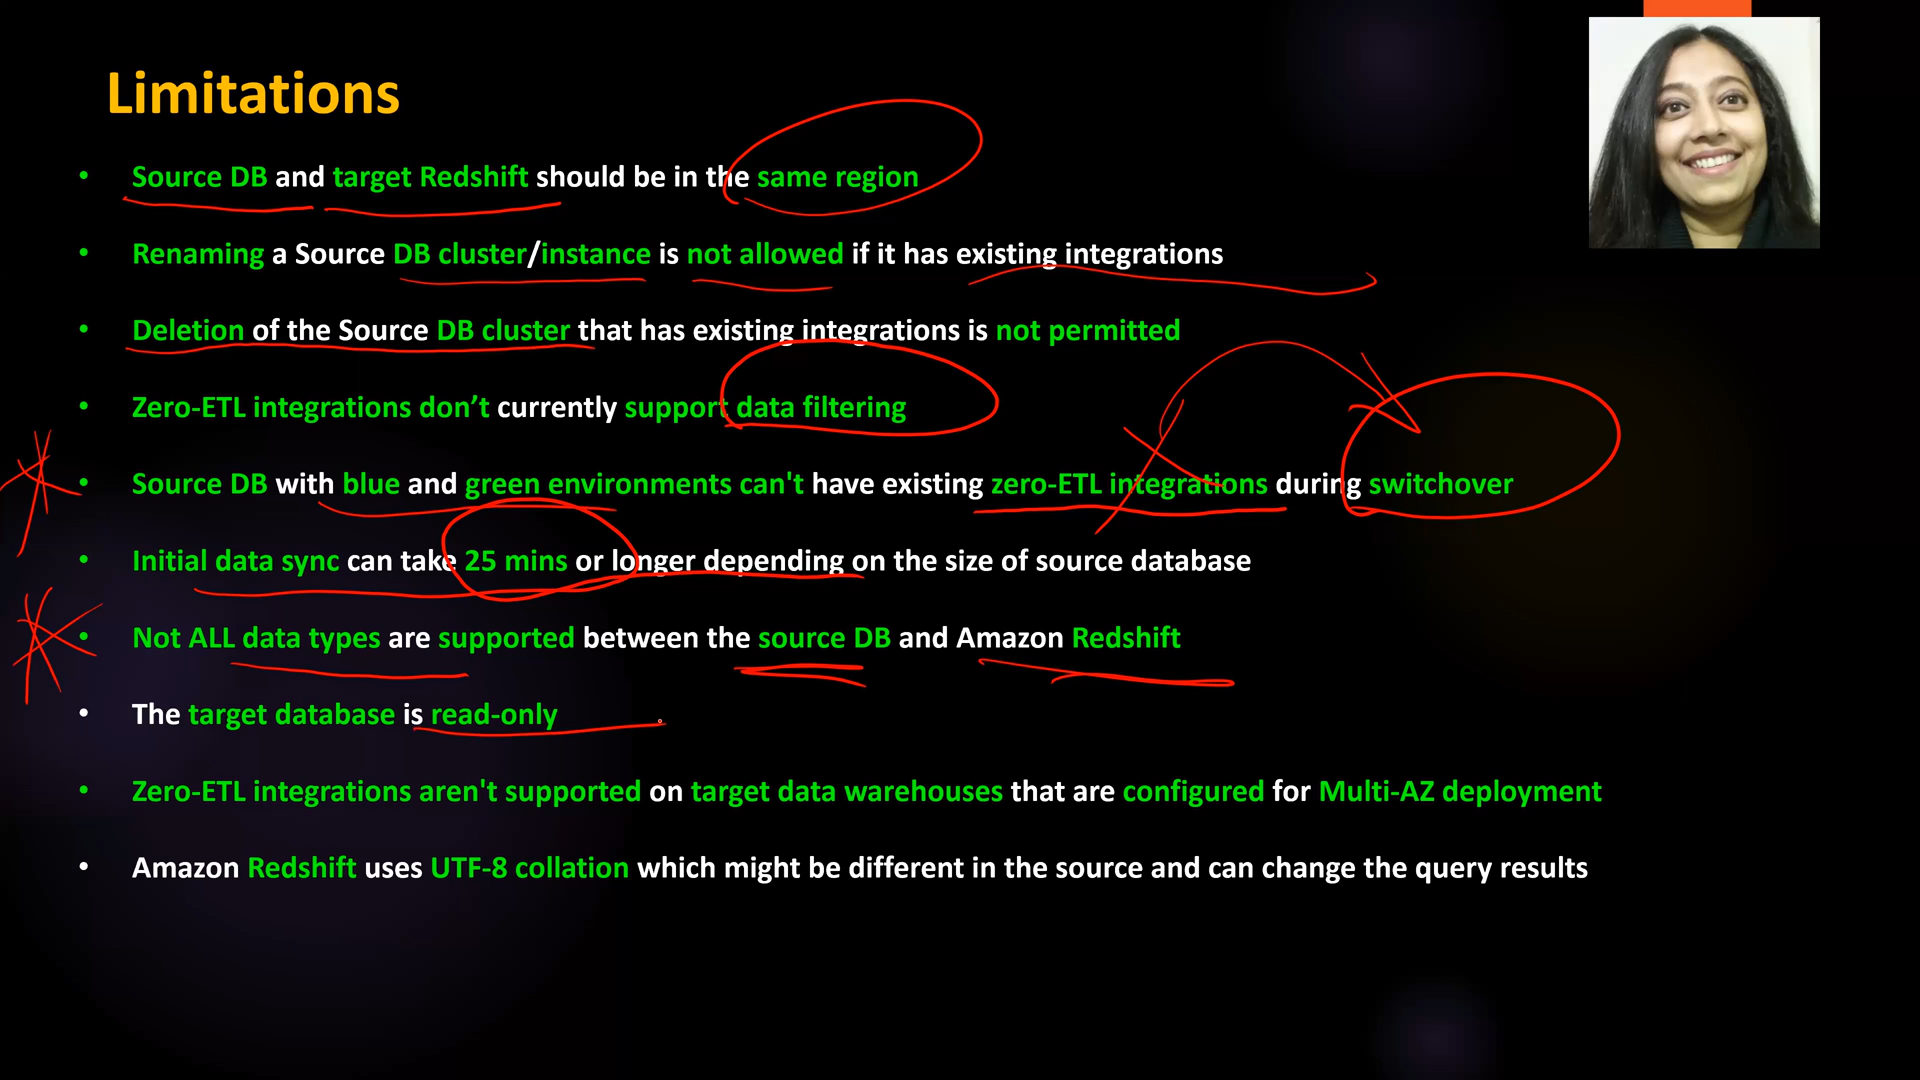 Limitations
• Source DB and target Redshift should be in the same region
• Renaming a Source DB cluster/instance is not allowed if it has existing integrations
• Deletion of the Source DB cluster that has existing integrations is not permitted
• Zero-ETL integrations don’t currently support data filtering
• Source DB with blue and green environments can't have existing zero-ETL integrations during switchover
• Initial data sync can take 25 mins or longer depending on the size of source database
• Not ALL data types are supported between the source DB and Amazon Redshift
• The target database is read-only
• Zero-ETL integrations aren't supported on target data warehouses that are configured for Multi-AZ deployment
• Amazon Redshift uses UTF-8 collation which might be different in the source and can change the query results